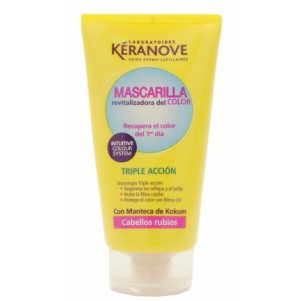 LABORATOIRES
KERANOVE
SOINS DERMO-CAPILLAIRES
MASCARILLA
revitalizadora del COLOR
Recupera el color
del 1er día
INTUITIVE
COLOUR
SYSTEM
TRIPLE ACCIÓN
Tecnología Triple acción:
• Regenera los reflejos y el brillo
• Nutre la fibra capilar
• Protege el color con filtros UV
Con Manteca de Kokum
Cabellos rubios